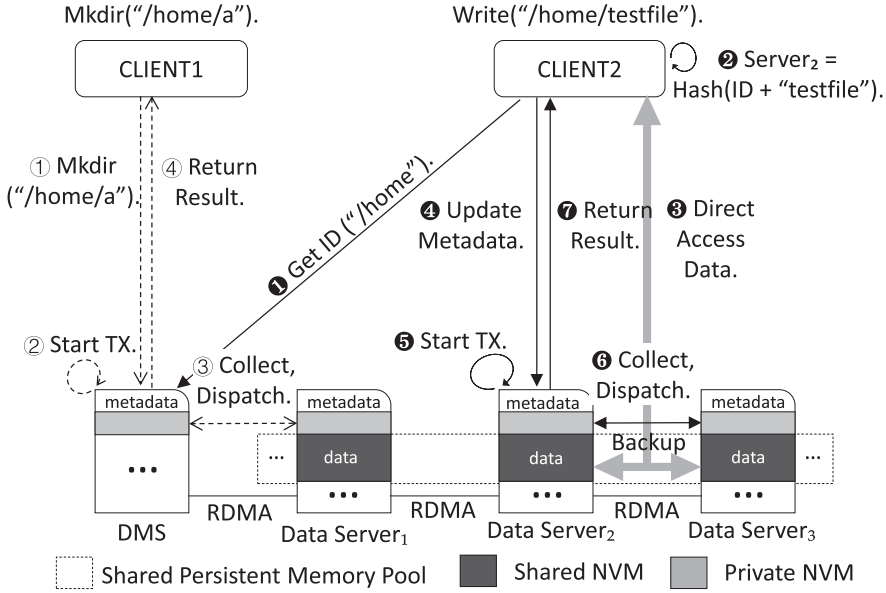 Mkdir(“/home/a”).
Write(“/home/testfile”).
CLIENT1
CLIENT2
❷ Server₂ =
Hash(ID + “testfile”).
① Mkdir
(“/home/a”).
④ Return
Result.
❶ Get ID (“/home”).
❹ Update
Metadata.
❼ Return
Result.
❸ Direct
Access
Data.
② Start TX.
③ Collect,
Dispatch.
❺ Start TX.
❻ Collect,
Dispatch.
metadata
metadata
metadata
metadata
Backup
...
data
data
data
...
...
...
...
...
RDMA
RDMA
RDMA
DMS
Data Server₁
Data Server₂
Data Server₃
Shared Persistent Memory Pool
Shared NVM
Private NVM